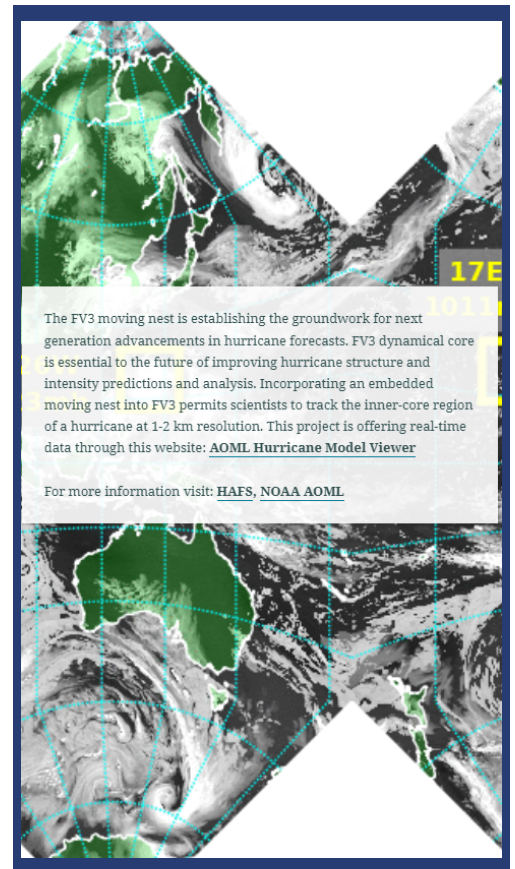 17E
1011
The FV3 moving nest is establishing the groundwork for next
generation advancements in hurricane forecasts. FV3 dynamical core
is essential to the future of improving hurricane structure and
intensity predictions and analysis. Incorporating an embedded
moving nest into FV3 permits scientists to track the inner-core region
of a hurricane at 1-2 km resolution. This project is offering real-time
data through this website: AOML Hurricane Model Viewer
For more information visit: HAFS, NOAA AOML